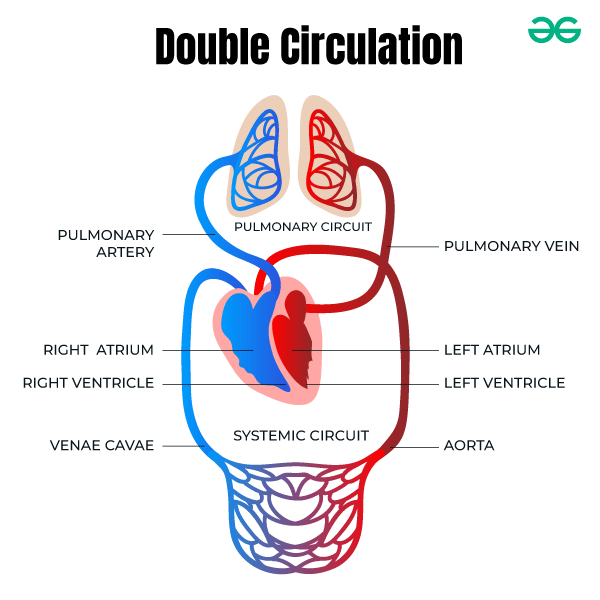 Double Circulation
PULMONARY CIRCUIT
PULMONARY
ARTERY
PULMONARY VEIN
RIGHT ATRIUM
LEFT ATRIUM
RIGHT VENTRICLE
LEFT VENTRICLE
SYSTEMIC CIRCUIT
VENAE CAVAE
AORTA